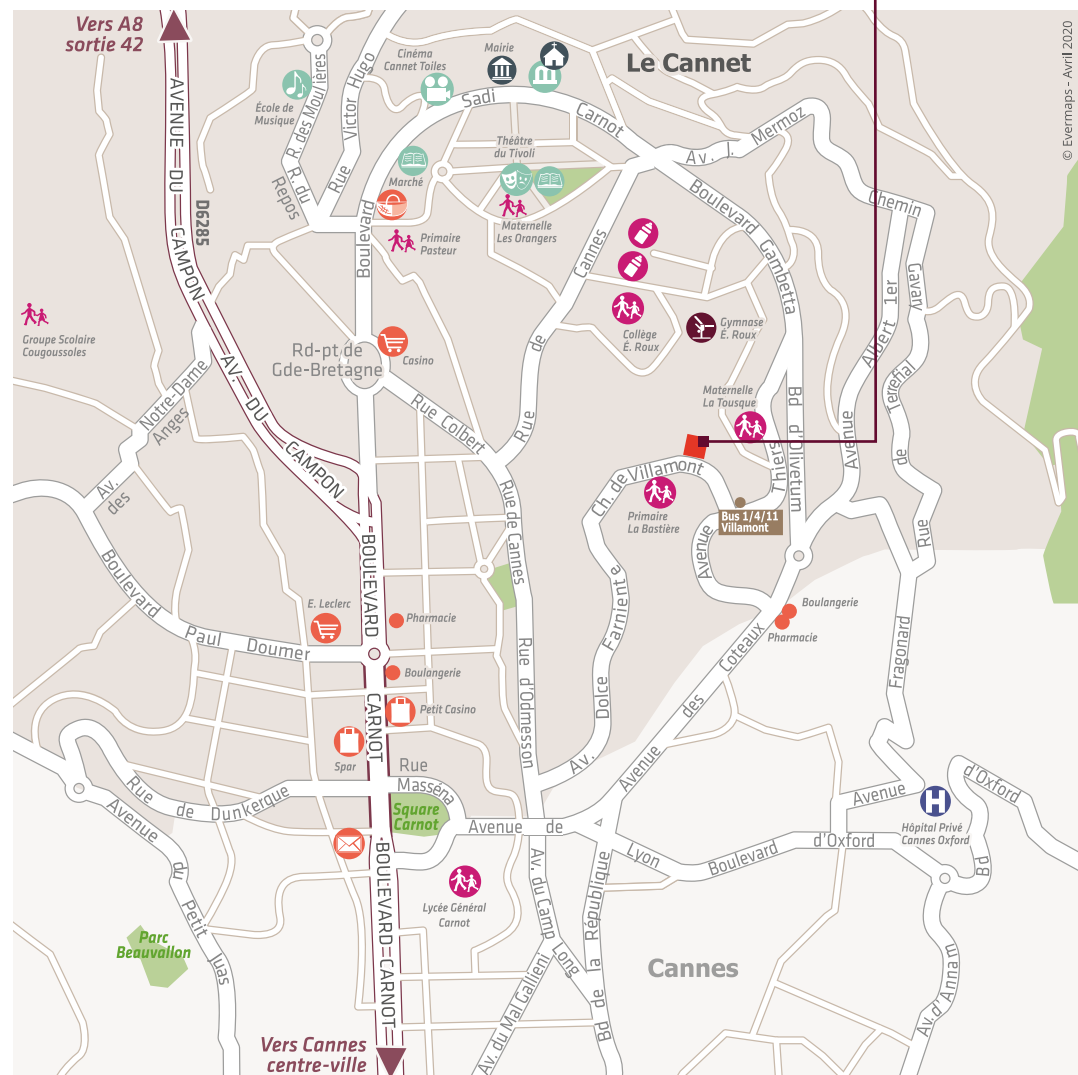 Vers A8
sortie 42
AVENUE DU CAMPON
D6285
École de
Musique
R. des Moulières
R. du
Repos
Rue Victor Hugo
Cinéma
Cannet Toiles
Mairie
Le Cannet
© Evermaps - Avril 2020
Sadi Carnot
Boulevard
Marché
Théâtre
du Tivoli
Maternelle
Les Orangers
Primaire
Pasteur
Av. J. Mermoz
Chemin
Boulevard Gambetta
Gavary
Groupe Scolaire
Cougoussoles
Rd-pt de
Gde-Bretagne
Casino
Rue de Cannes
Collège
É. Roux
Gymnase
É. Roux
Maternelle
La Tousque
Avenue Albert 1er
Rue de Terrefial
Av. des
Notre-Dame
Anges
AV. DU CAMPON
Rue Colbert
Bd d'Olivetum
Thiers
Ch. de Villamont
Primaire
La Bastière
Bus 1/4/11
Villamont
Avenue
Rue de Cannes
BOULEVARD
CARNOT
Boulevard Paul Doumer
E. Leclerc
Pharmacie
Boulangerie
Petit Casino
Spar
Boulangerie
Pharmacie
Rue d'Odmesson
Av. Dolce Farniente
Avenue des Coteaux
Fragonard
Rue de Dunkerque
Rue
Masséna
Square
Carnot
Avenue de Lyon
Boulevard d'Oxford
Avenue d'Oxford
Hôpital Privé
Cannes Oxford
Bd
Avenue du Petit Juas
Parc
Beauvallon
Lycée Général
Carnot
BOULEVARD CARNOT
Av. du Camp Long
Av. du Mal Gallieni
Bd de la République
Cannes
Av. d'Annam
Vers Cannes
centre-ville